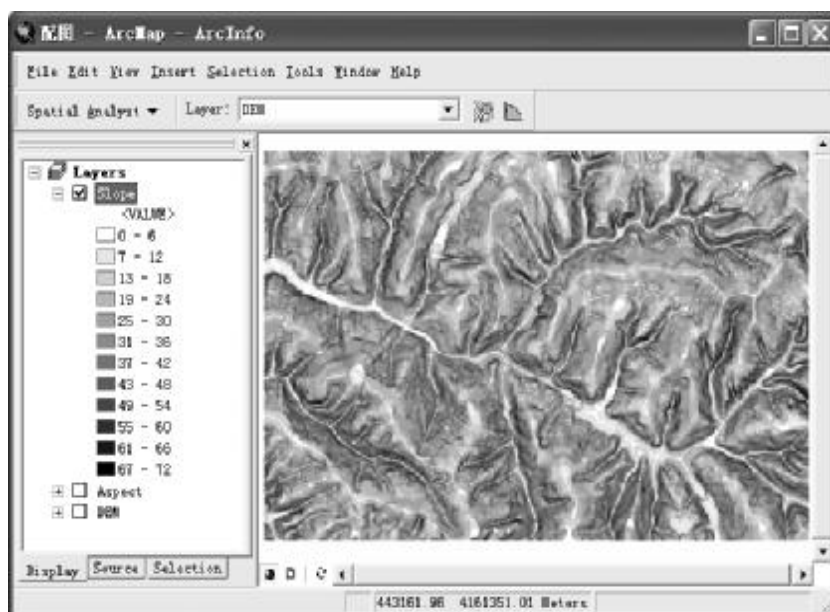 配图 - ArcMap - ArcInfo
File Edit View Insert Selection Tools Window Help
Spatial Analyst Layer: DEM
Layers
Slope
<VALUE>
0 - 6
7 - 12
13 - 18
19 - 24
25 - 30
31 - 36
37 - 42
43 - 48
49 - 54
55 - 60
61 - 66
67 - 72
Aspect
DEM
Display Source Selection
443161.96 4161351.01 Meters